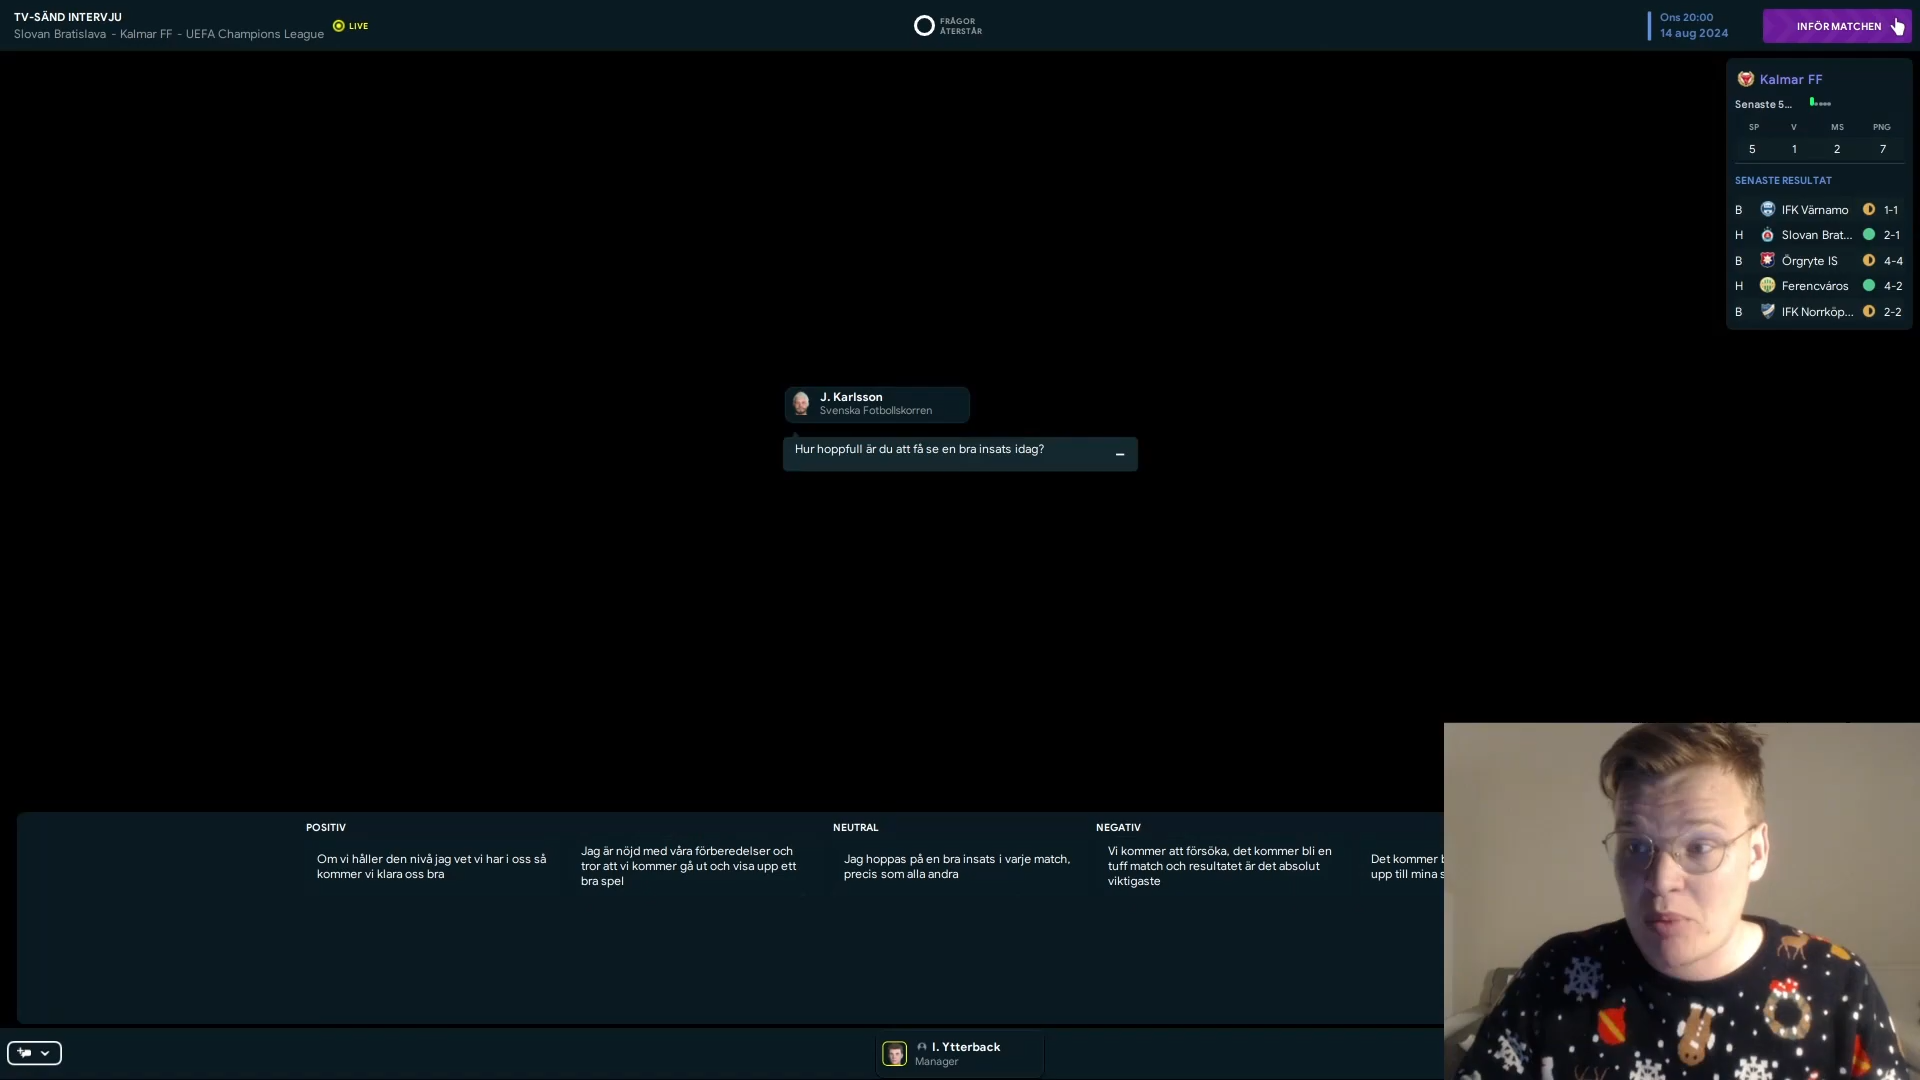 TV-SÄND INTERVJU
Slovan Bratislava - Kalmar FF - UEFA Champions League
LIVE
FRÅGOR
ÅTERSTÅR
Ons 20:00
14 aug 2024
INFÖR MATCHEN
Kalmar FF
Senaste 5...
SP V MS PNG
5 1 2 7
SENASTE RESULTAT
B IFK Värnamo 1-1
H Slovan Brat... 2-1
B Örgryte IS 4-4
H Ferencváros 4-2
B IFK Norrköp... 2-2
J. Karlsson
Svenska Fotbollskorren
Hur hoppfull är du att få se en bra insats idag?
POSITIV
Om vi håller den nivå jag vet vi har i oss så
kommer vi klara oss bra
Jag är nöjd med våra förberedelser och
tror att vi kommer gå ut och visa upp ett
bra spel
NEUTRAL
Jag hoppas på en bra insats i varje match,
precis som alla andra
NEGATIV
Vi kommer att försöka, det kommer bli en
tuff match och resultatet är det absolut
viktigaste
Det kommer b
upp till mina s
I. Ytterback
Manager